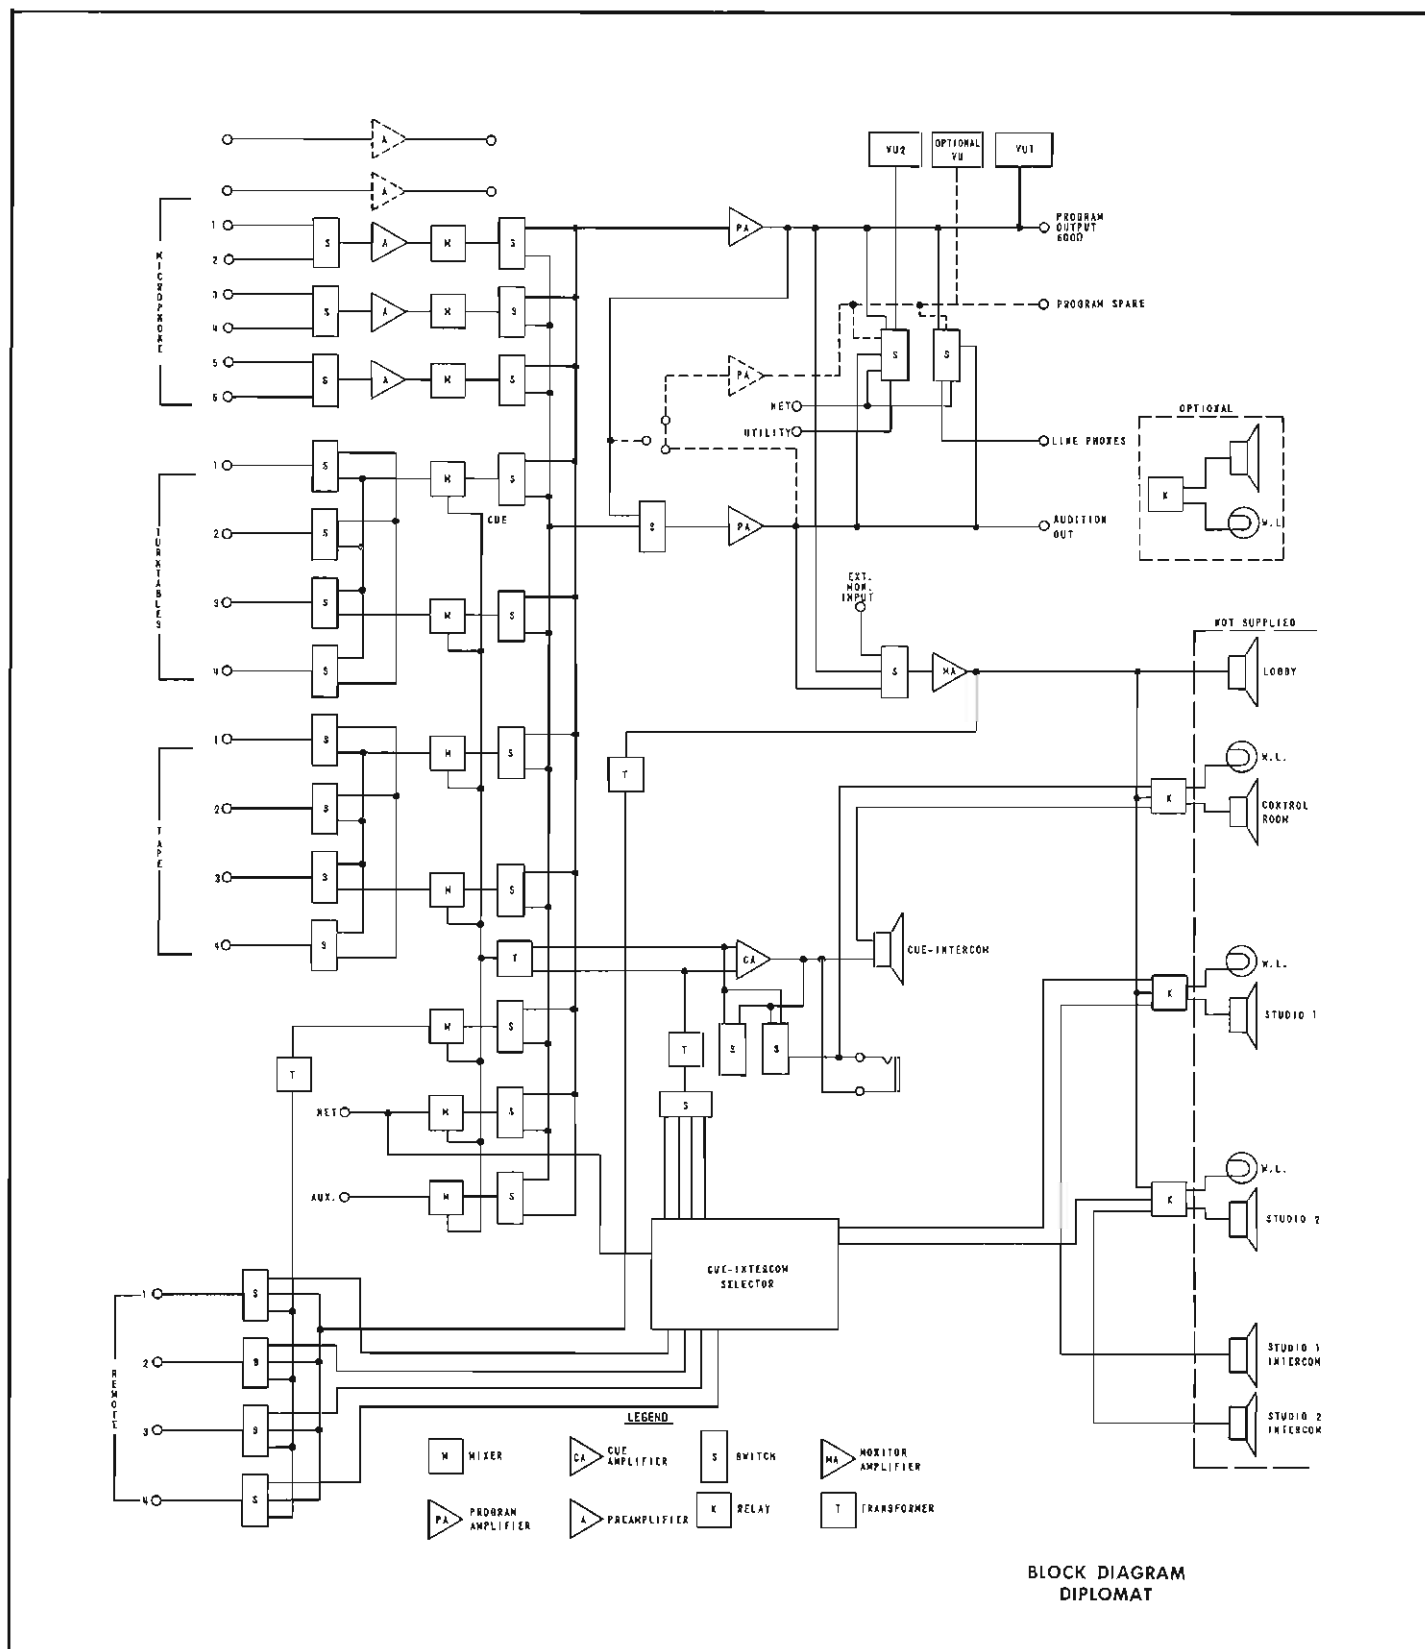 A
A
VU2
OPTIONAL
VU
VU1
MICROPHONE
1
2
S
A
M
S
PA
PROGRAM
OUTPUT
600Ω
3
4
S
A
M
S
PROGRAM SPARE
5
6
S
A
M
S
PA
S
S
NET
UTILITY
LINE PHONES
OPTIONAL
K
W.L.
TURNTABLES
1
S
M
S
CUE
2
S
S
PA
AUDITION
OUT
3
S
M
S
EXT.
MON.
INPUT
4
S
S
MA
NOT SUPPLIED
LOBBY
TAPE
1
S
M
S
T
W.L.
K
CONTROL
ROOM
2
S
3
S
M
S
4
S
T
CA
CUE-INTERCOM
W.L.
K
STUDIO 1
M
S
T
S
S
T
S
NET
M
S
AUX.
M
S
W.L.
K
STUDIO 2
CUE-INTERCOM
SELECTOR
REMOTE
1
S
2
S
3
S
4
S
STUDIO 1
INTERCOM
STUDIO 2
INTERCOM
LEGEND
M MIXER
CA CUE
AMPLIFIER
S SWITCH
MA MONITOR
AMPLIFIER
PA PROGRAM
AMPLIFIER
A PREAMPLIFIER
K RELAY
T TRANSFORMER
BLOCK DIAGRAM
DIPLOMAT